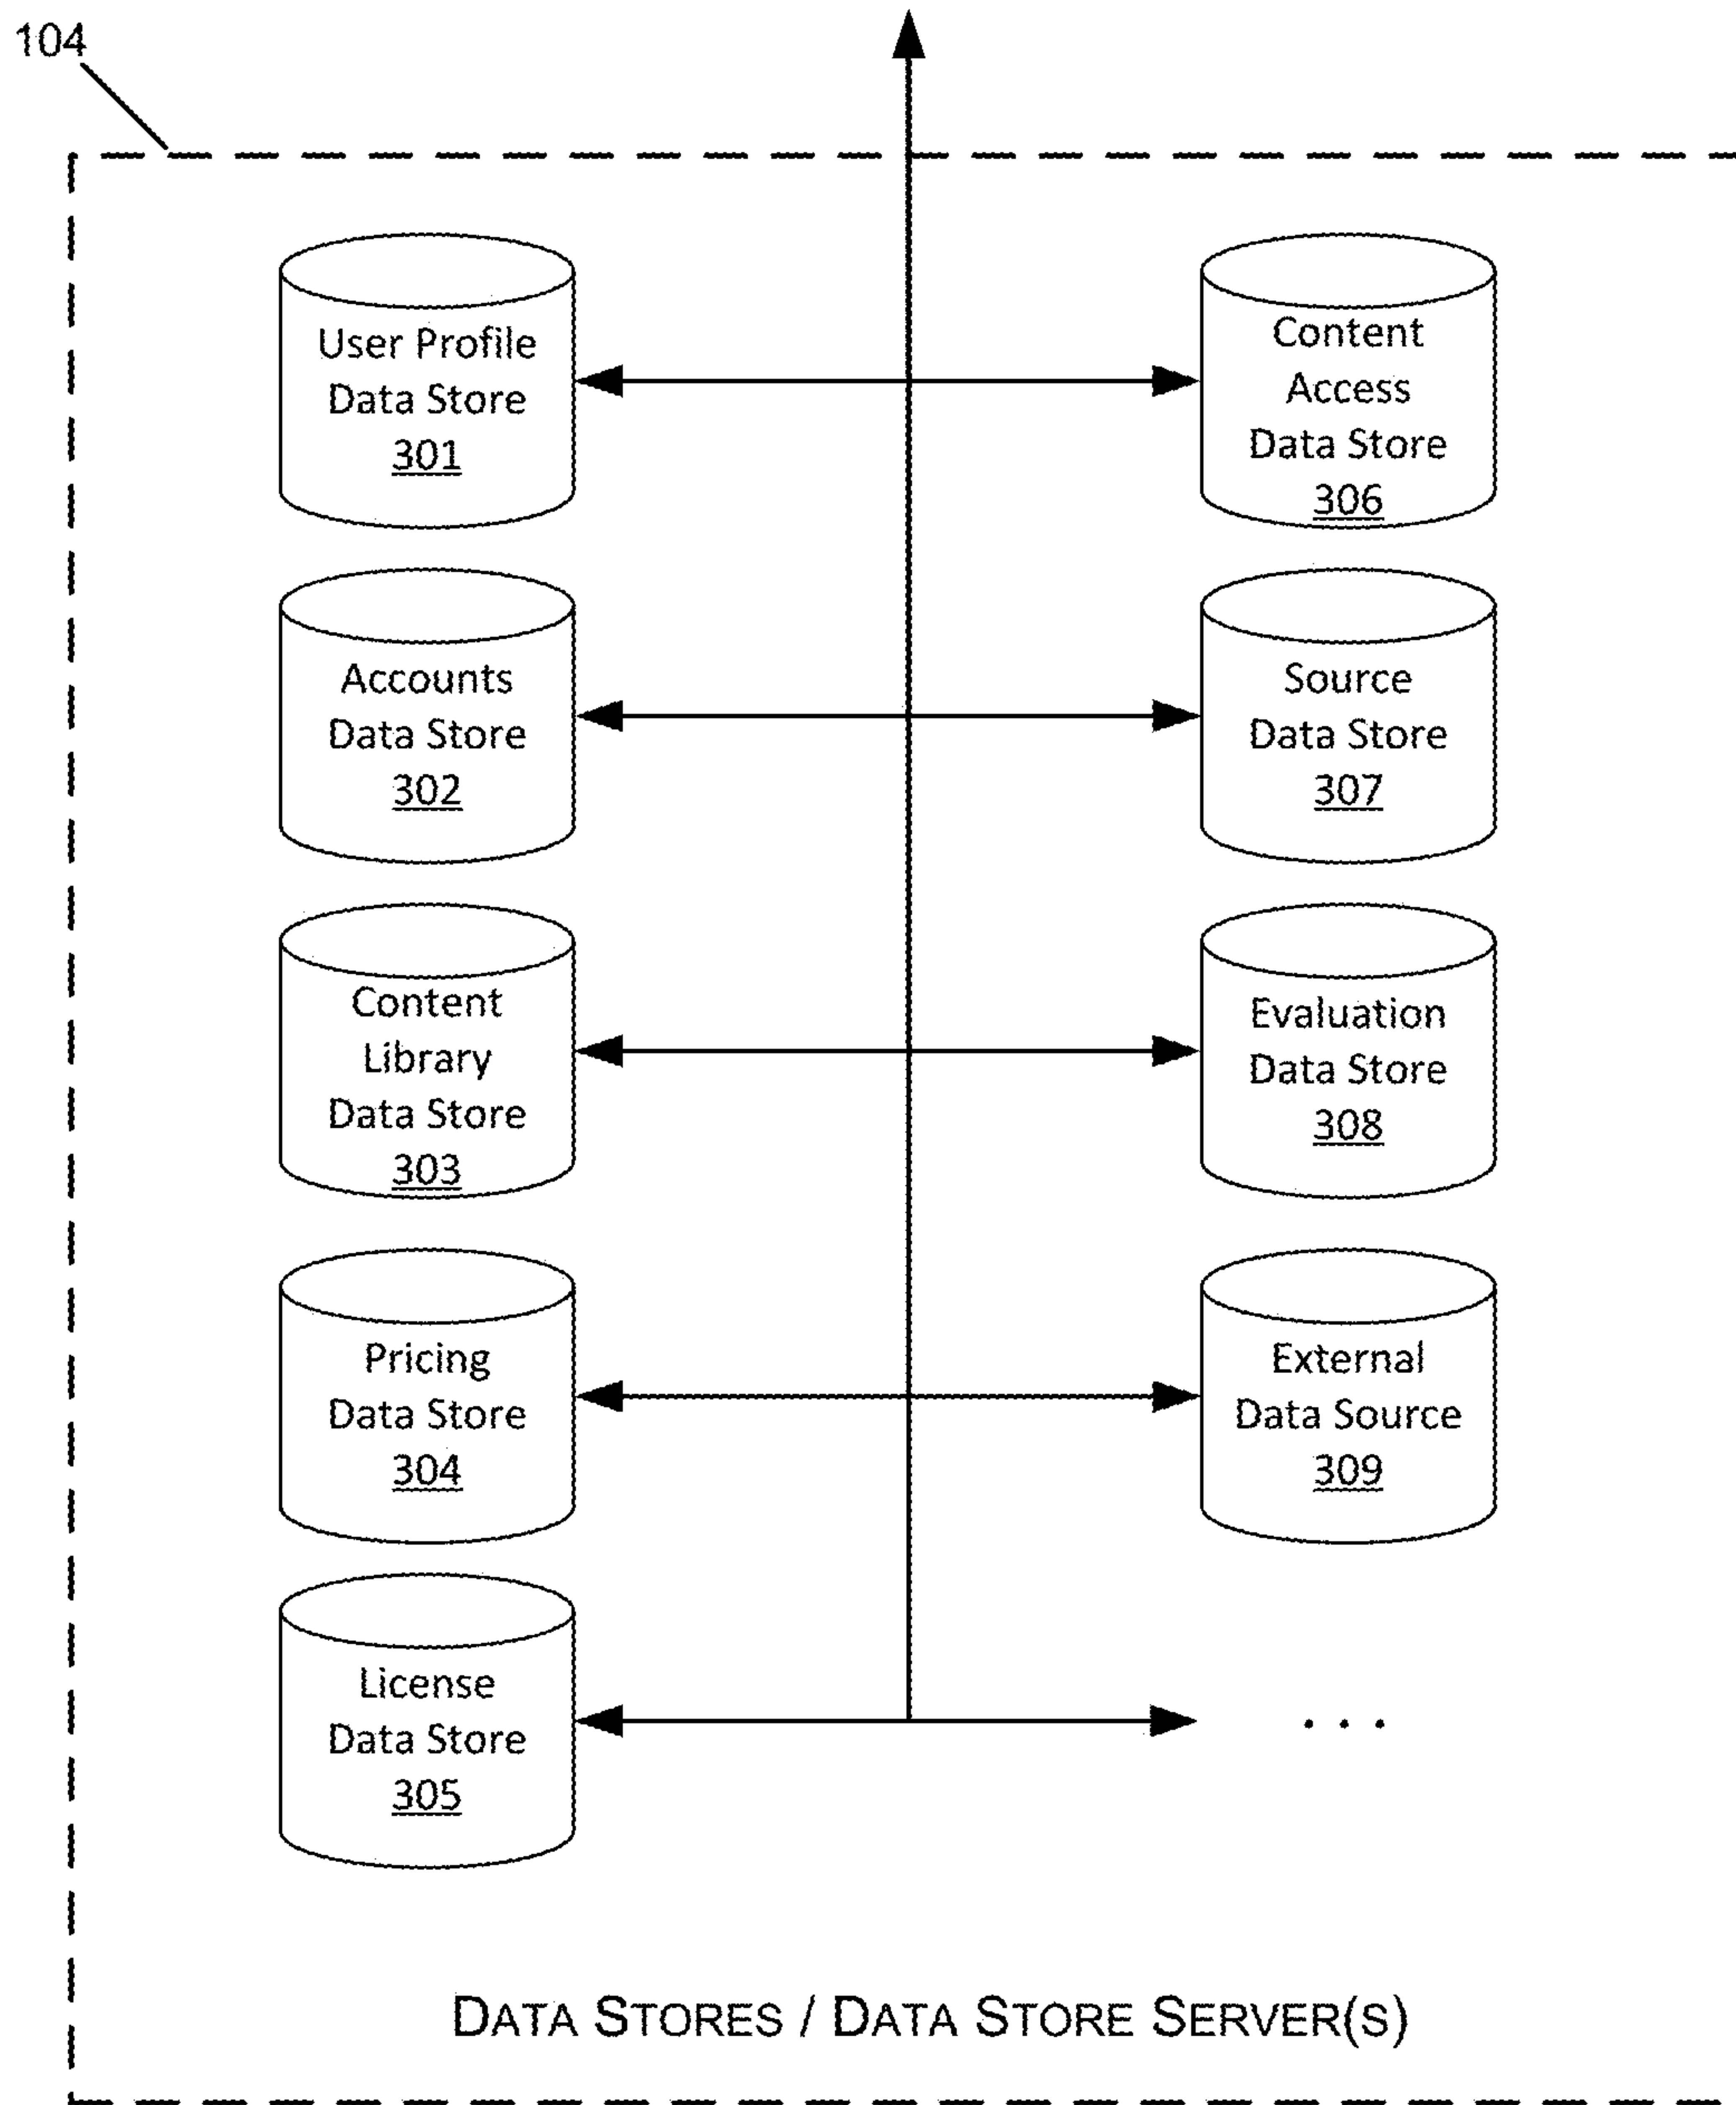 104
User Profile
Data Store
301
Content
Access
Data Store
306
Accounts
Data Store
302
Source
Data Store
307
Content
Library
Data Store
303
Evaluation
Data Store
308
Pricing
Data Store
304
External
Data Source
309
License
Data Store
305
. . .
DATA STORES / DATA STORE SERVER(S)